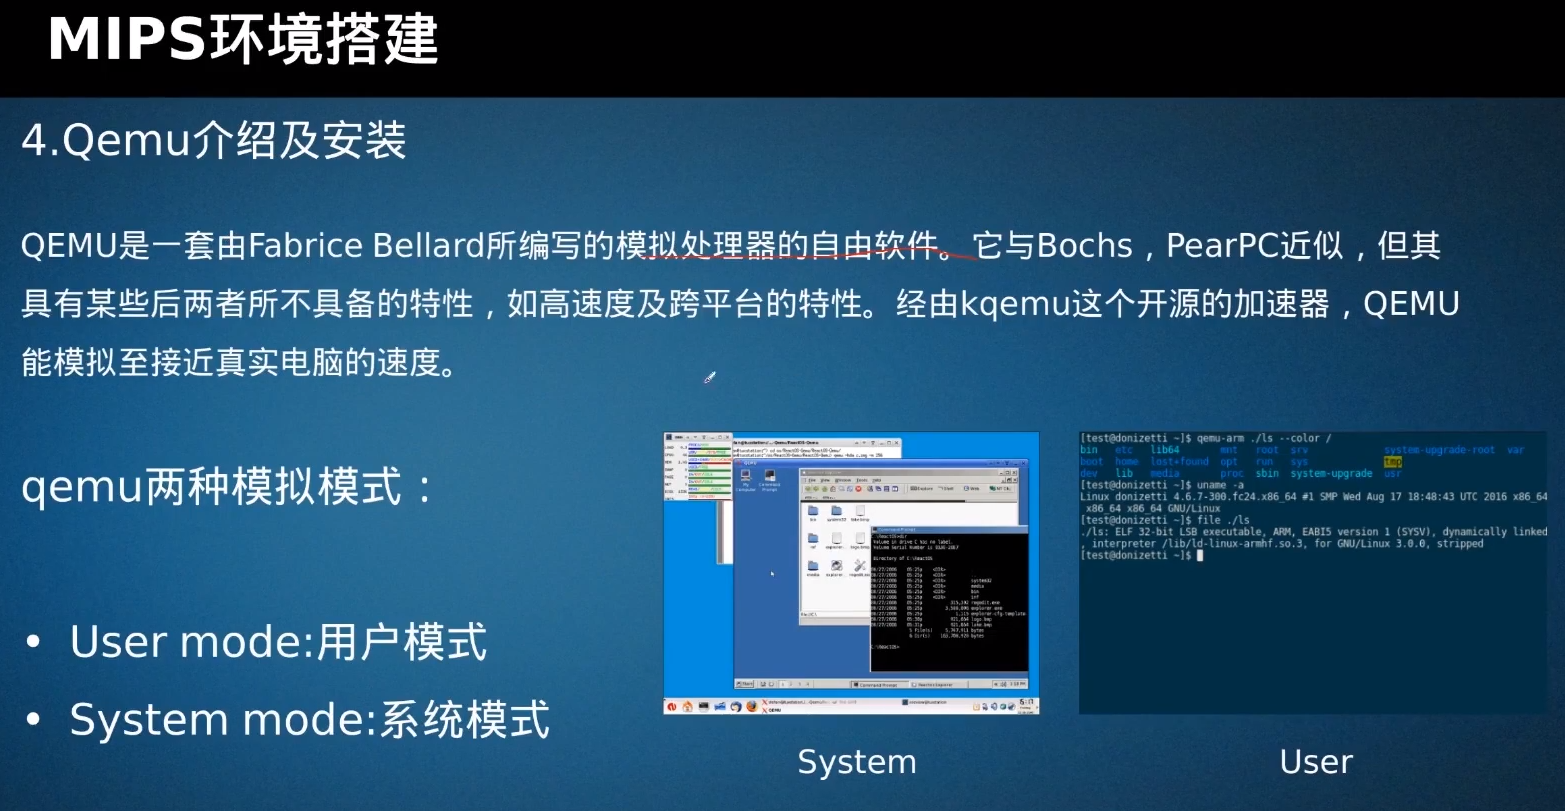 MIPS环境搭建
4.Qemu介绍及安装
QEMU是一套由Fabrice Bellard所编写的模拟处理器的自由软件。它与Bochs，PearPC近似，但其
具有某些后两者所不具备的特性，如高速度及跨平台的特性。经由kqemu这个开源的加速器，QEMU
能模拟至接近真实电脑的速度。
qemu两种模拟模式：
• User mode:用户模式
• System mode:系统模式
[test@donizetti ~]$ qemu-arm ./ls --color /
bin etc lib64 mnt root srv system-upgrade-root var
boot home lost+found opt run sys tmp
dev lib media proc sbin system-upgrade usr
[test@donizetti ~]$ uname -a
Linux donizetti 4.6.7-300.fc24.x86_64 #1 SMP Wed Aug 17 18:48:43 UTC 2016 x86_64
x86_64 x86_64 GNU/Linux
[test@donizetti ~]$ file ./ls
./ls: ELF 32-bit LSB executable, ARM, EABI5 version 1 (SYSV), dynamically linked
, interpreter /lib/ld-linux-armhf.so.3, for GNU/Linux 3.0.0, stripped
[test@donizetti ~]$
System
User